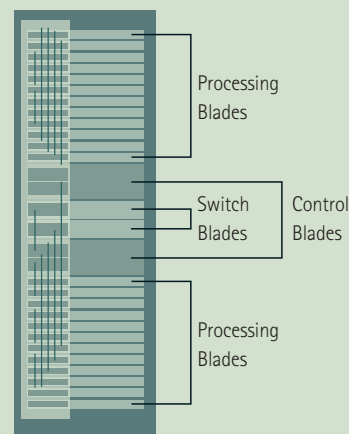 Processing
Blades
Switch
Blades
Control
Blades
Processing
Blades